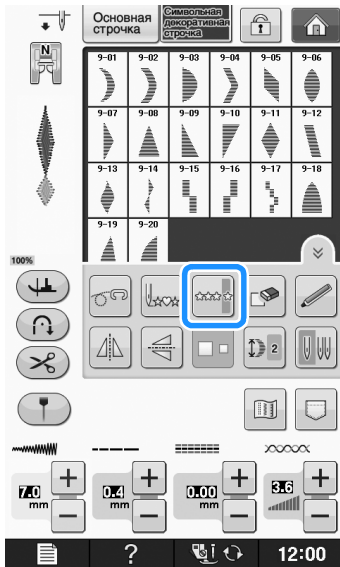 Основная строчка
Символьная декоративная строчка
N
9-01 9-02 9-03 9-04 9-05 9-06
9-07 9-08 9-09 9-10 9-11 9-12
9-13 9-14 9-15 9-16 9-17 9-18
9-19 9-20
100%
2
7.0 mm 0.4 mm 0.00 mm 3.6
?
12:00